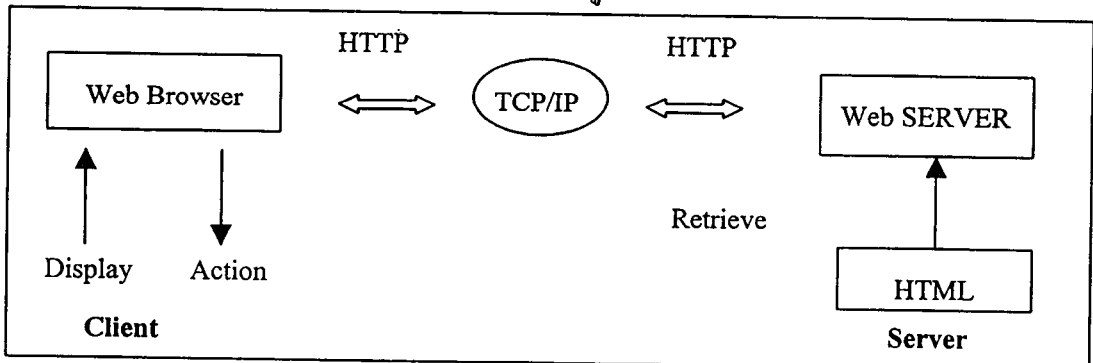 HTTP HTTP
Web Browser
TCP/IP
Web SERVER
Retrieve
Display Action
HTML
Client
Server